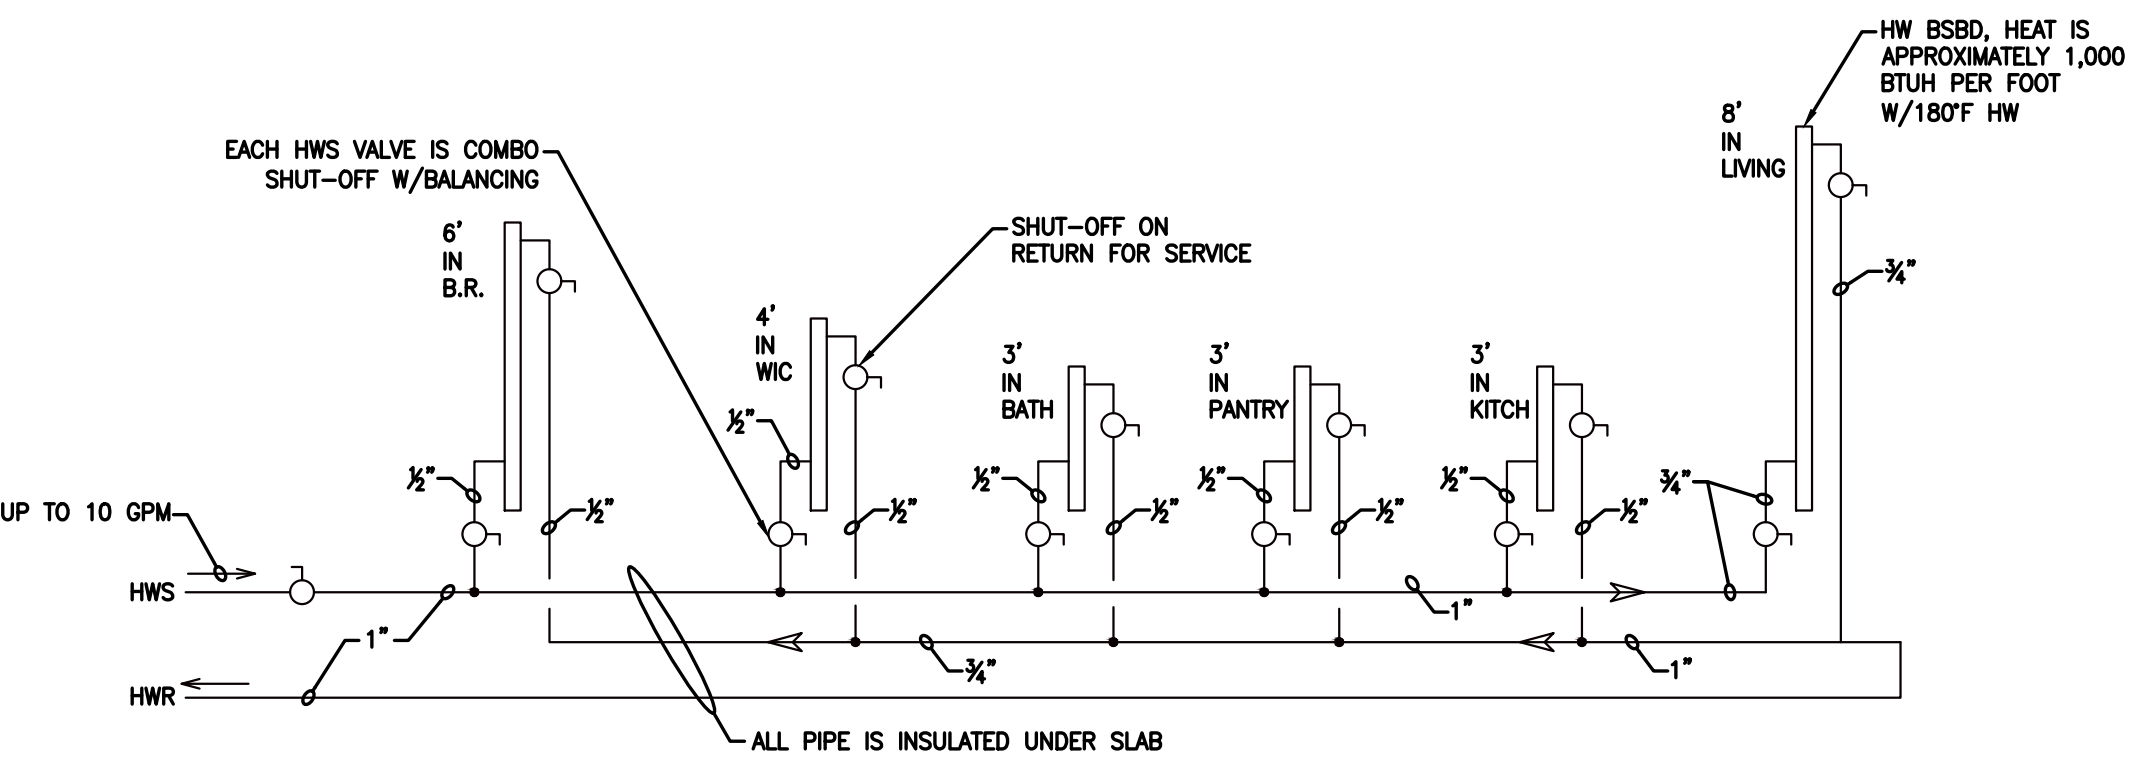 HW BSBD, HEAT IS
APPROXIMATELY 1,000
BTUH PER FOOT
W/180°F HW
8'
IN
LIVING
EACH HWS VALVE IS COMBO
SHUT-OFF W/BALANCING
SHUT-OFF ON
RETURN FOR SERVICE
6'
IN
B.R.
3/4"
4'
IN
WIC
3'
IN
BATH
3'
IN
PANTRY
3'
IN
KITCH
1/2"
1/2"
1/2"
1/2"
1/2"
3/4"
UP TO 10 GPM
1/2"
1/2"
1/2"
1/2"
1/2"
HWS
1"
1"
3/4"
1"
HWR
ALL PIPE IS INSULATED UNDER SLAB